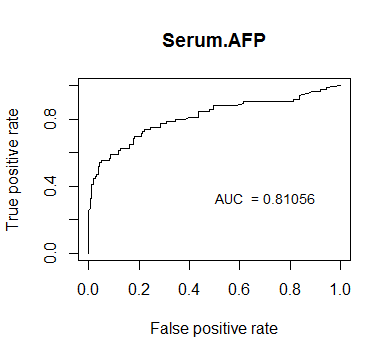 Serum.AFP
True positive rate
0.8
0.4
0.0
AUC = 0.81056
0.0 0.2 0.4 0.6 0.8 1.0
False positive rate